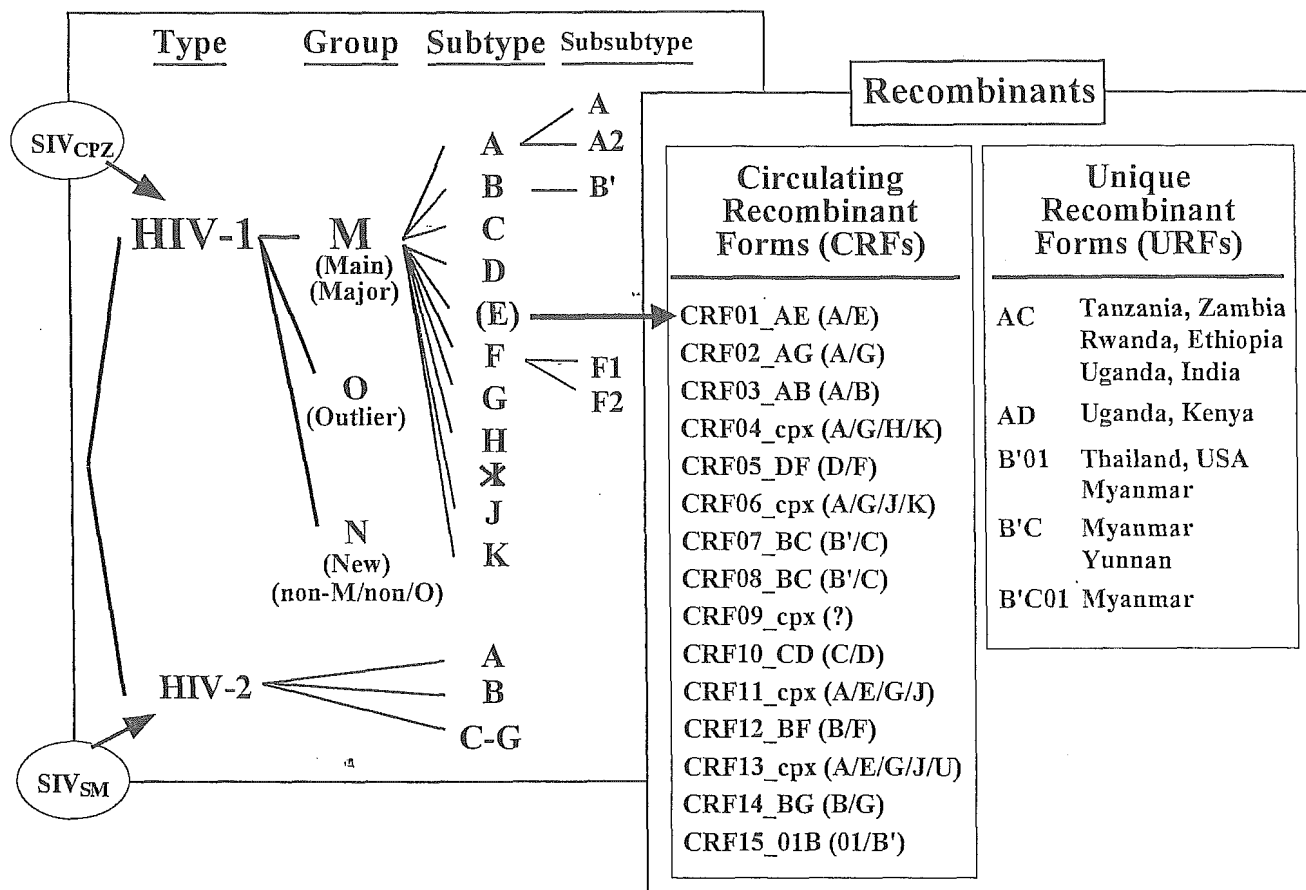 Type Group Subtype Subsubtype
SIVCPZ
HIV-1
M
(Main)
(Major)
O
(Outlier)
N
(New)
(non-M/non/O)
A
B
C
D
(E)
F
G
H
I
J
K
A
A2
B'
F1
F2
HIV-2
A
B
C-G
SIVSM
Recombinants
Circulating
Recombinant
Forms (CRFs)
CRF01_AE (A/E)
CRF02_AG (A/G)
CRF03_AB (A/B)
CRF04_cpx (A/G/H/K)
CRF05_DF (D/F)
CRF06_cpx (A/G/J/K)
CRF07_BC (B'/C)
CRF08_BC (B'/C)
CRF09_cpx (?)
CRF10_CD (C/D)
CRF11_cpx (A/E/G/J)
CRF12_BF (B/F)
CRF13_cpx (A/E/G/J/U)
CRF14_BG (B/G)
CRF15_01B (01/B')
Unique
Recombinant
Forms (URFs)
AC Tanzania, Zambia
Rwanda, Ethiopia
Uganda, India
AD Uganda, Kenya
B'01 Thailand, USA
Myanmar
B'C Myanmar
Yunnan
B'C01 Myanmar